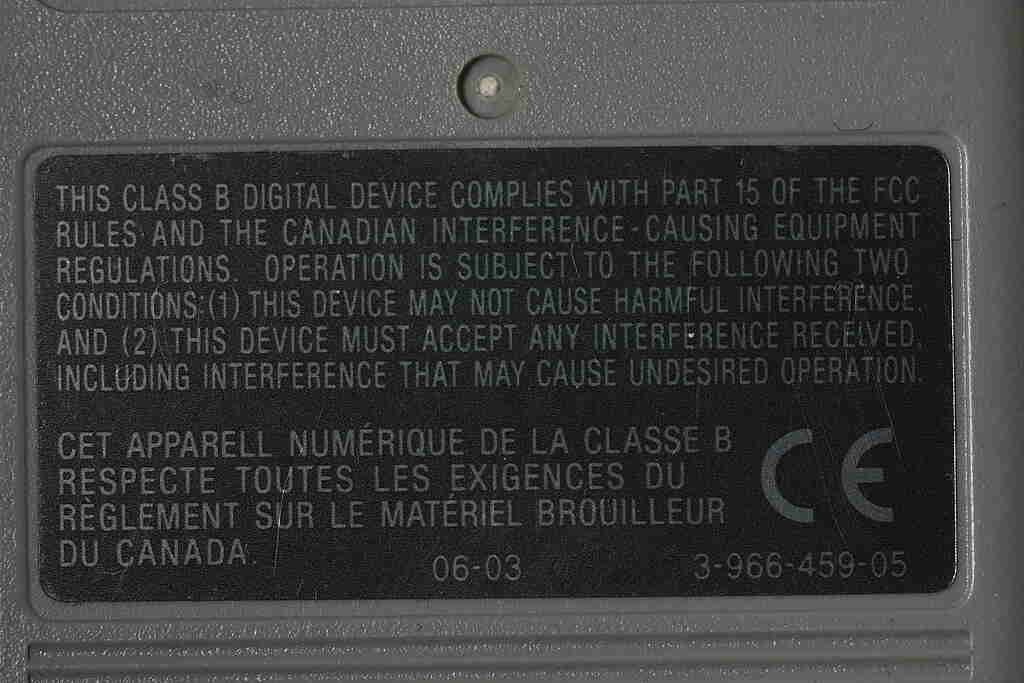 THIS CLASS B DIGITAL DEVICE COMPLIES WITH PART 15 OF THE FCC
RULES AND THE CANADIAN INTERFERENCE-CAUSING EQUIPMENT
REGULATIONS. OPERATION IS SUBJECT TO THE FOLLOWING TWO
CONDITIONS:(1) THIS DEVICE MAY NOT CAUSE HARMFUL INTERFERENCE,
AND (2) THIS DEVICE MUST ACCEPT ANY INTERFERENCE RECEIVED,
INCLUDING INTERFERENCE THAT MAY CAUSE UNDESIRED OPERATION.
CET APPARELL NUMÉRIQUE DE LA CLASSE B
RESPECTE TOUTES LES EXIGENCES DU
RÈGLEMENT SUR LE MATÉRIEL BROUILLEUR
DU CANADA.
CE
06-03 3-966-459-05